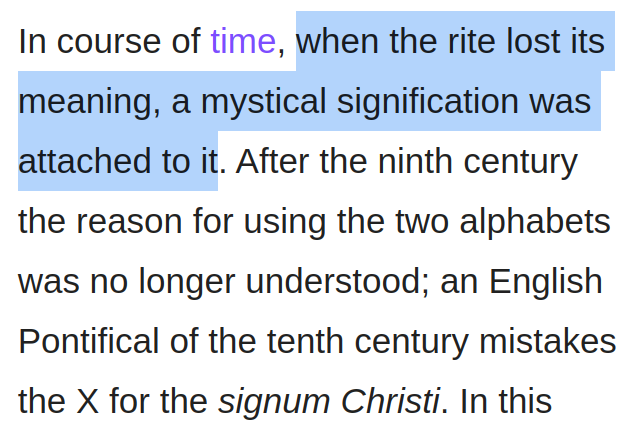 In course of time, when the rite lost its
meaning, a mystical signification was
attached to it. After the ninth century
the reason for using the two alphabets
was no longer understood; an English
Pontifical of the tenth century mistakes
the X for the signum Christi. In this